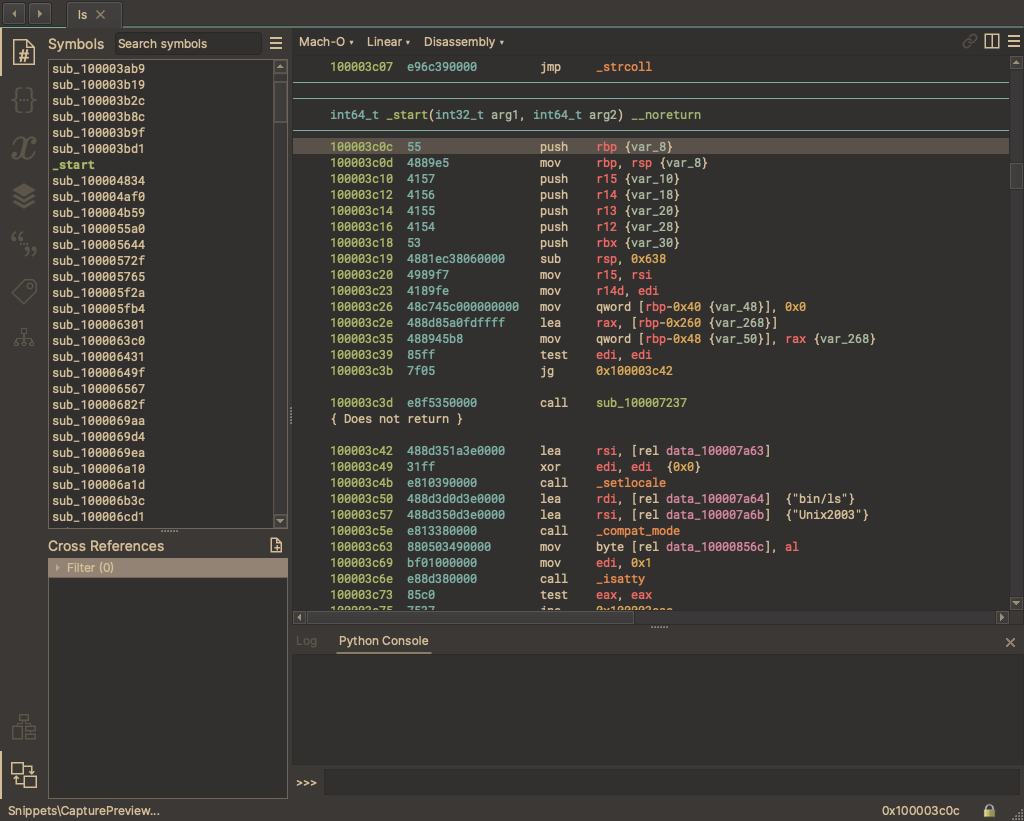 ls
Symbols
Search symbols
sub_100003ab9
sub_100003b19
sub_100003b2c
sub_100003b8c
sub_100003b9f
sub_100003bd1
_start
sub_100004834
sub_100004af0
sub_100004b59
sub_1000055a0
sub_100005644
sub_10000572f
sub_100005765
sub_100005f2a
sub_100005fb4
sub_100006301
sub_1000063c0
sub_100006431
sub_10000649f
sub_100006567
sub_10000682f
sub_1000069aa
sub_1000069d4
sub_1000069ea
sub_100006a10
sub_100006a1d
sub_100006b3c
sub_100006cd1
Cross References
Filter (0)
Mach-O Linear Disassembly
100003c07 e96c390000 jmp _strcoll
int64_t _start(int32_t arg1, int64_t arg2) __noreturn
100003c0c 55 push rbp {var_8}
100003c0d 4889e5 mov rbp, rsp {var_8}
100003c10 4157 push r15 {var_10}
100003c12 4156 push r14 {var_18}
100003c14 4155 push r13 {var_20}
100003c16 4154 push r12 {var_28}
100003c18 53 push rbx {var_30}
100003c19 4881ec38060000 sub rsp, 0x638
100003c20 4989f7 mov r15, rsi
100003c23 4189fe mov r14d, edi
100003c26 48c745c000000000 mov qword [rbp-0x40 {var_48}], 0x0
100003c2e 488d85a0fdffff lea rax, [rbp-0x260 {var_268}]
100003c35 488945b8 mov qword [rbp-0x48 {var_50}], rax {var_268}
100003c39 85ff test edi, edi
100003c3b 7f05 jg 0x100003c42
100003c3d e8f5350000 call sub_100007237
{ Does not return }
100003c42 488d351a3e0000 lea rsi, [rel data_100007a63]
100003c49 31ff xor edi, edi {0x0}
100003c4b e810390000 call _setlocale
100003c50 488d3d0d3e0000 lea rdi, [rel data_100007a64] {"bin/ls"}
100003c57 488d350d3e0000 lea rsi, [rel data_100007a6b] {"Unix2003"}
100003c5e e813380000 call _compat_mode
100003c63 880503490000 mov byte [rel data_10000856c], al
100003c69 bf01000000 mov edi, 0x1
100003c6e e88d380000 call _isatty
100003c73 85c0 test eax, eax
Log Python Console
>>>
Snippets\CapturePreview...
0x100003c0c